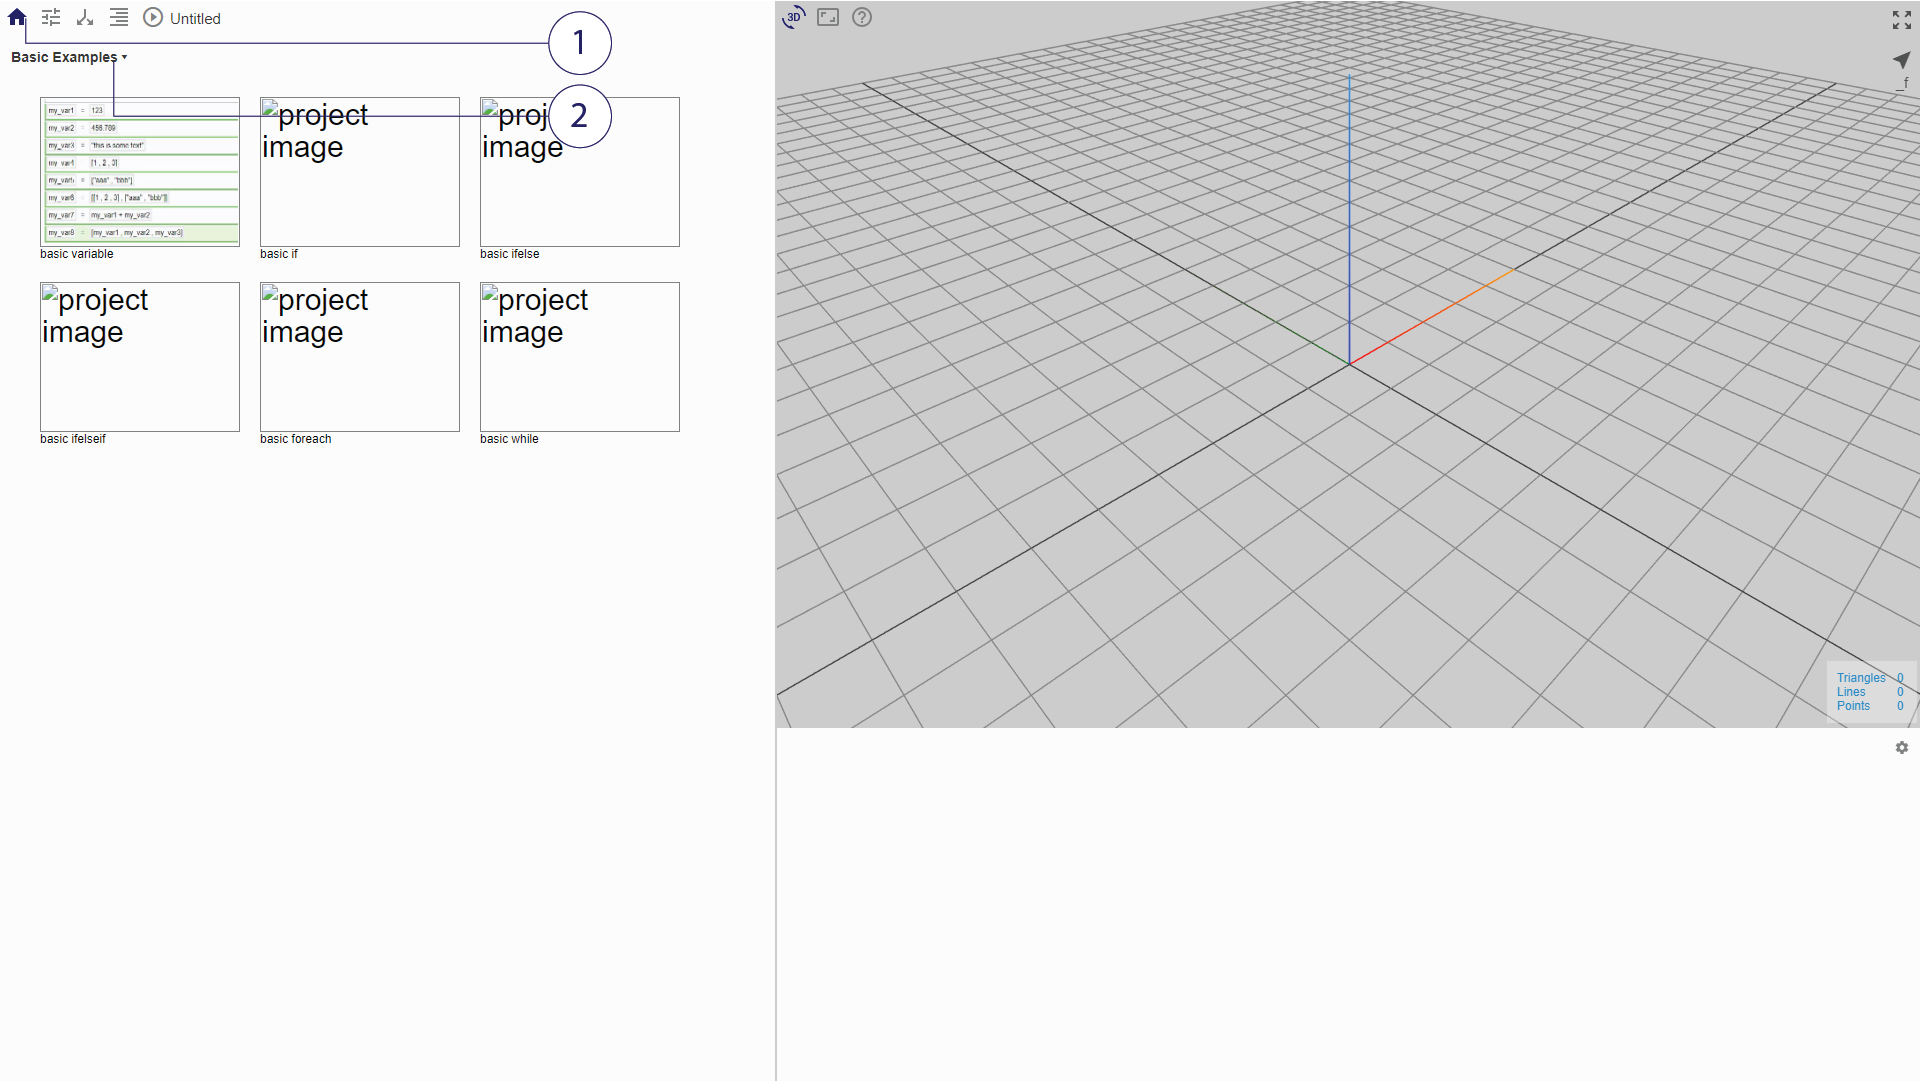 Untitled
3D
1
Basic Examples
2
my_var1 = 123
my_var2 = 456.789
my_var3 = "this is some text"
my_var4 [1 , 2 , 3]
my_var5 = ["aaa" , "bbb"]
my_var6 = [[1 , 2 , 3] , ["aaa" , "bbb"]]
my_var7 = my_var1 + my_var2
my_var8 = [my_var1 , my_var2 , my_var3]
project image
proj
image
basic variable
basic if
basic ifelse
project image
project image
project image
basic ifelseif
basic foreach
basic while
_f
Triangles 0
Lines 0
Points 0